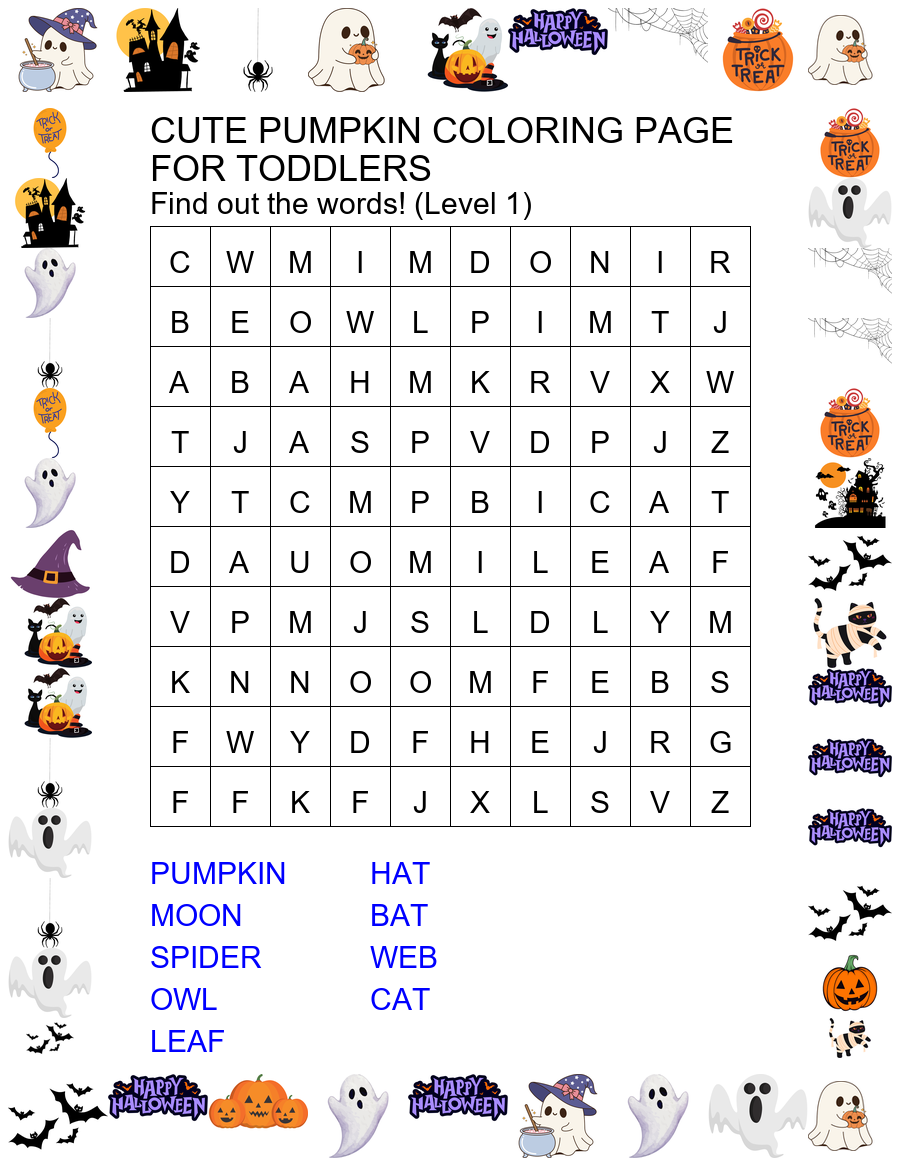 HAPPY
HALLOWEEN
TRICK
or
TREAT
TRICK
or
TREAT
TRICK
or
TREAT
CUTE PUMPKIN COLORING PAGE
FOR TODDLERS
Find out the words! (Level 1)
C W M I M D O N I R
B E O W L P I M T J
A B A H M K R V X W
T J A S P V D P J Z
Y T C M P B I C A T
D A U O M I L E A F
V P M J S L D L Y M
K N N O O M F E B S
F W Y D F H E J R G
F F K F J X L S V Z
TRICK
or
TREAT
TRICK
or
TREAT
HAPPY
HALLOWEEN
HAPPY
HALLOWEEN
HAPPY
HALLOWEEN
PUMPKIN HAT
MOON BAT
SPIDER WEB
OWL CAT
LEAF
HAPPY
HALLOWEEN
HAPPY
HALLOWEEN